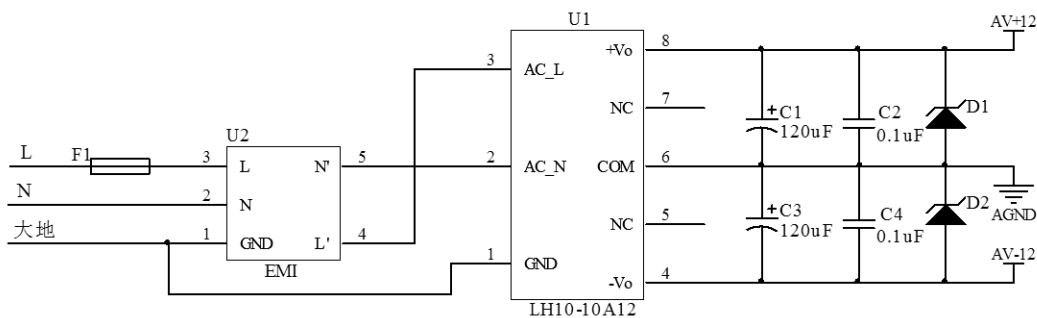 U1
AV+12
+Vo
8
3
AC_L
7
NC
C1
120uF
C2
0.1uF
D1
U2
L
F1
3
L
N'
5
2
AC_N
COM
6
N
2
N
大地
1
GND
L'
4
EMI
5
NC
C3
120uF
C4
0.1uF
D2
AGND
1
GND
-Vo
4
AV-12
LH10-10A12